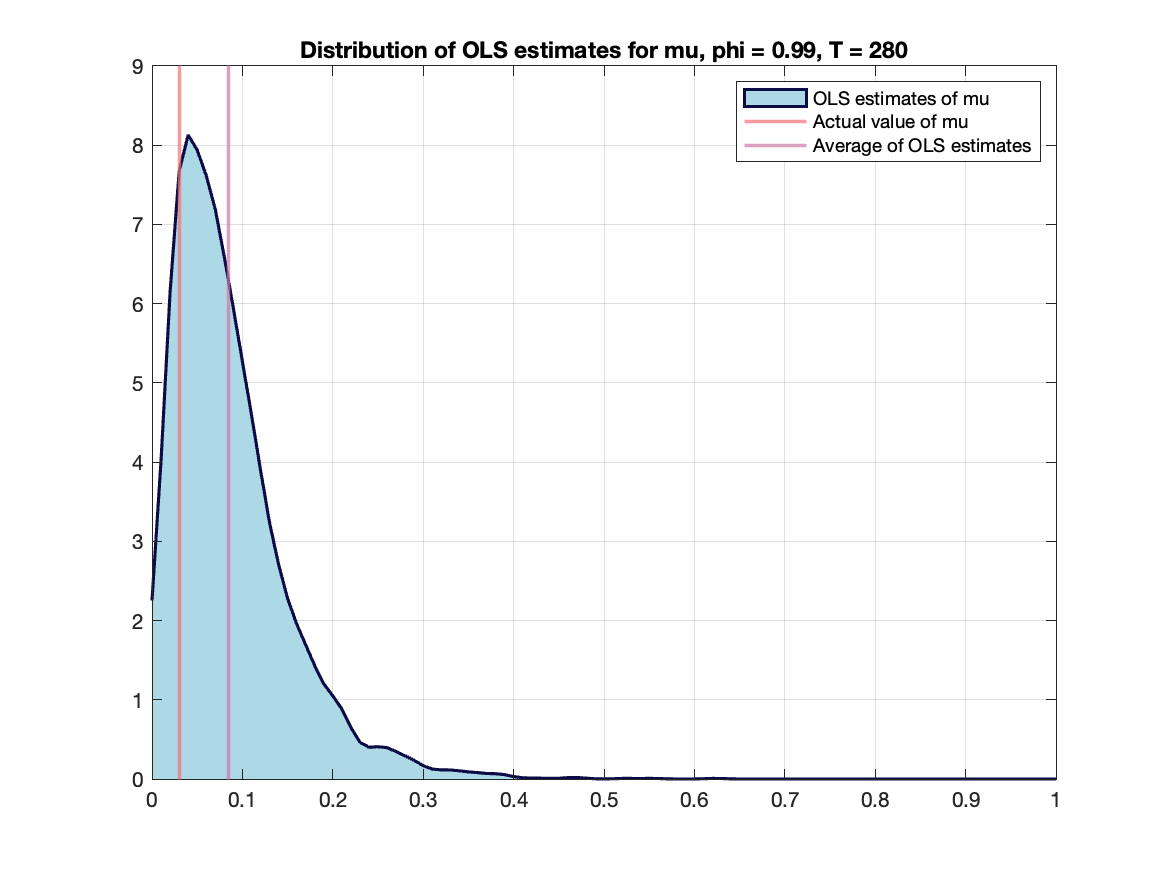 Distribution of OLS estimates for mu, phi = 0.99, T = 280
OLS estimates of mu
Actual value of mu
Average of OLS estimates
9
8
7
6
5
4
3
2
1
0
0 0.1 0.2 0.3 0.4 0.5 0.6 0.7 0.8 0.9 1